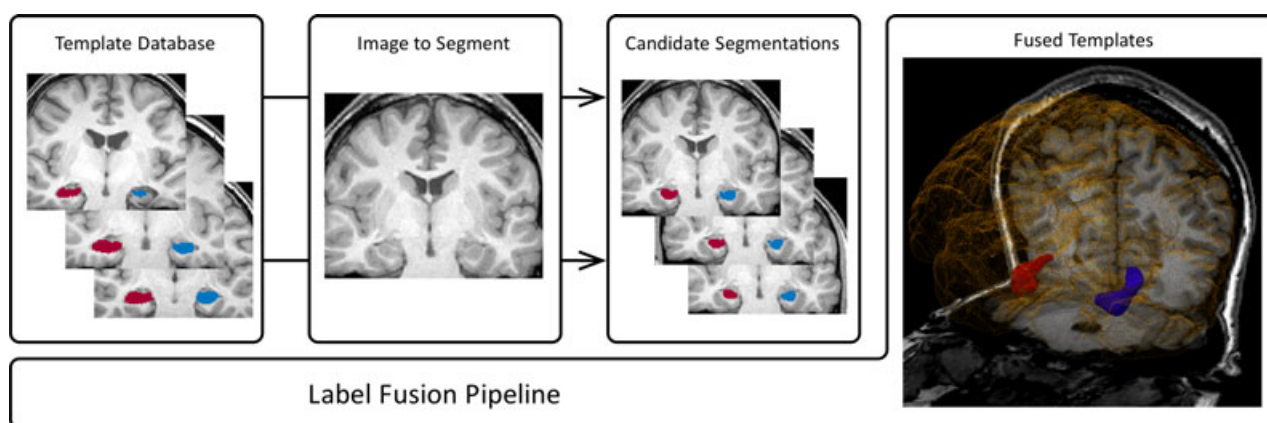 Template Database
Image to Segment
Candidate Segmentations
Fused Templates
Label Fusion Pipeline